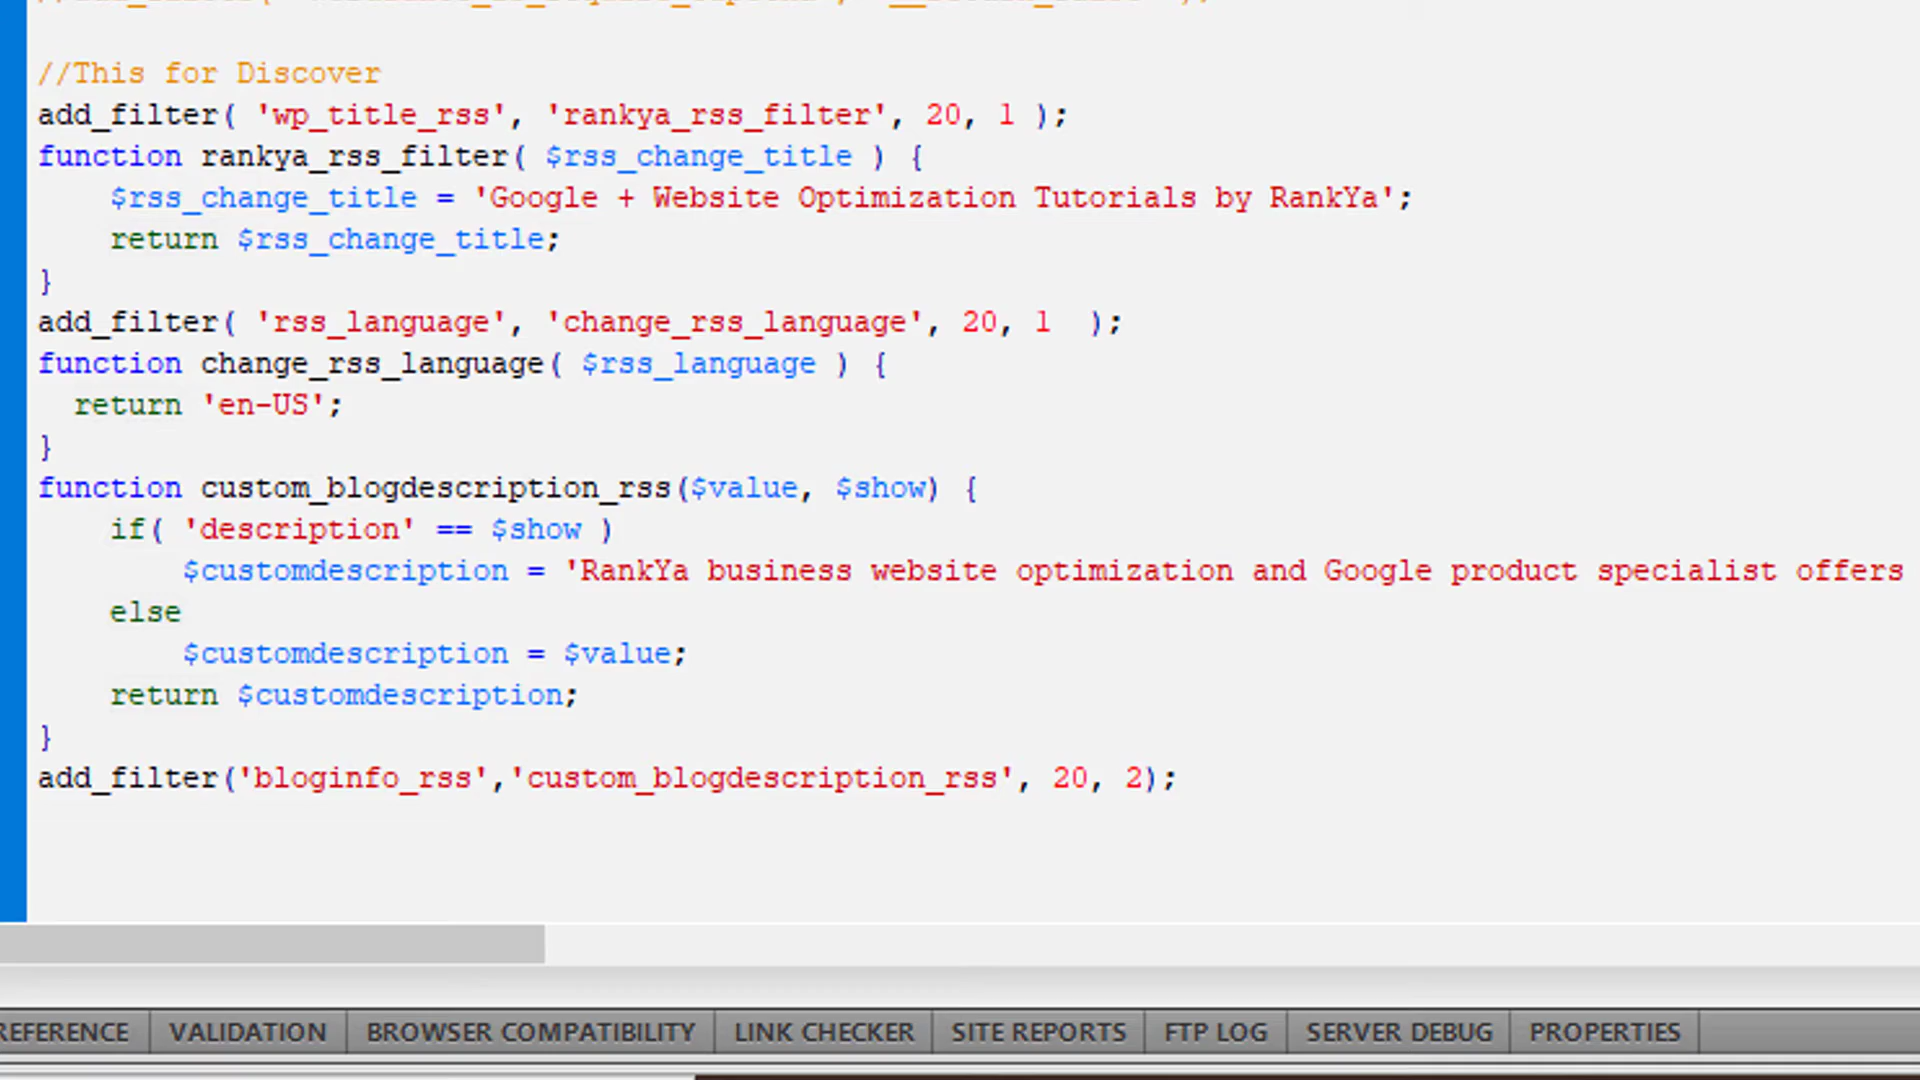 //This for Discover
add_filter( 'wp_title_rss', 'rankya_rss_filter', 20, 1 );
function rankya_rss_filter( $rss_change_title ) {
    $rss_change_title = 'Google + Website Optimization Tutorials by RankYa';
    return $rss_change_title;
}
add_filter( 'rss_language', 'change_rss_language', 20, 1  );
function change_rss_language( $rss_language ) {
  return 'en-US';
}
function custom_blogdescription_rss($value, $show) {
    if( 'description' == $show )
        $customdescription = 'RankYa business website optimization and Google product specialist offers
    else
        $customdescription = $value;
    return $customdescription;
}
add_filter('bloginfo_rss','custom_blogdescription_rss', 20, 2);
REFERENCE VALIDATION BROWSER COMPATIBILITY LINK CHECKER SITE REPORTS FTP LOG SERVER DEBUG PROPERTIES